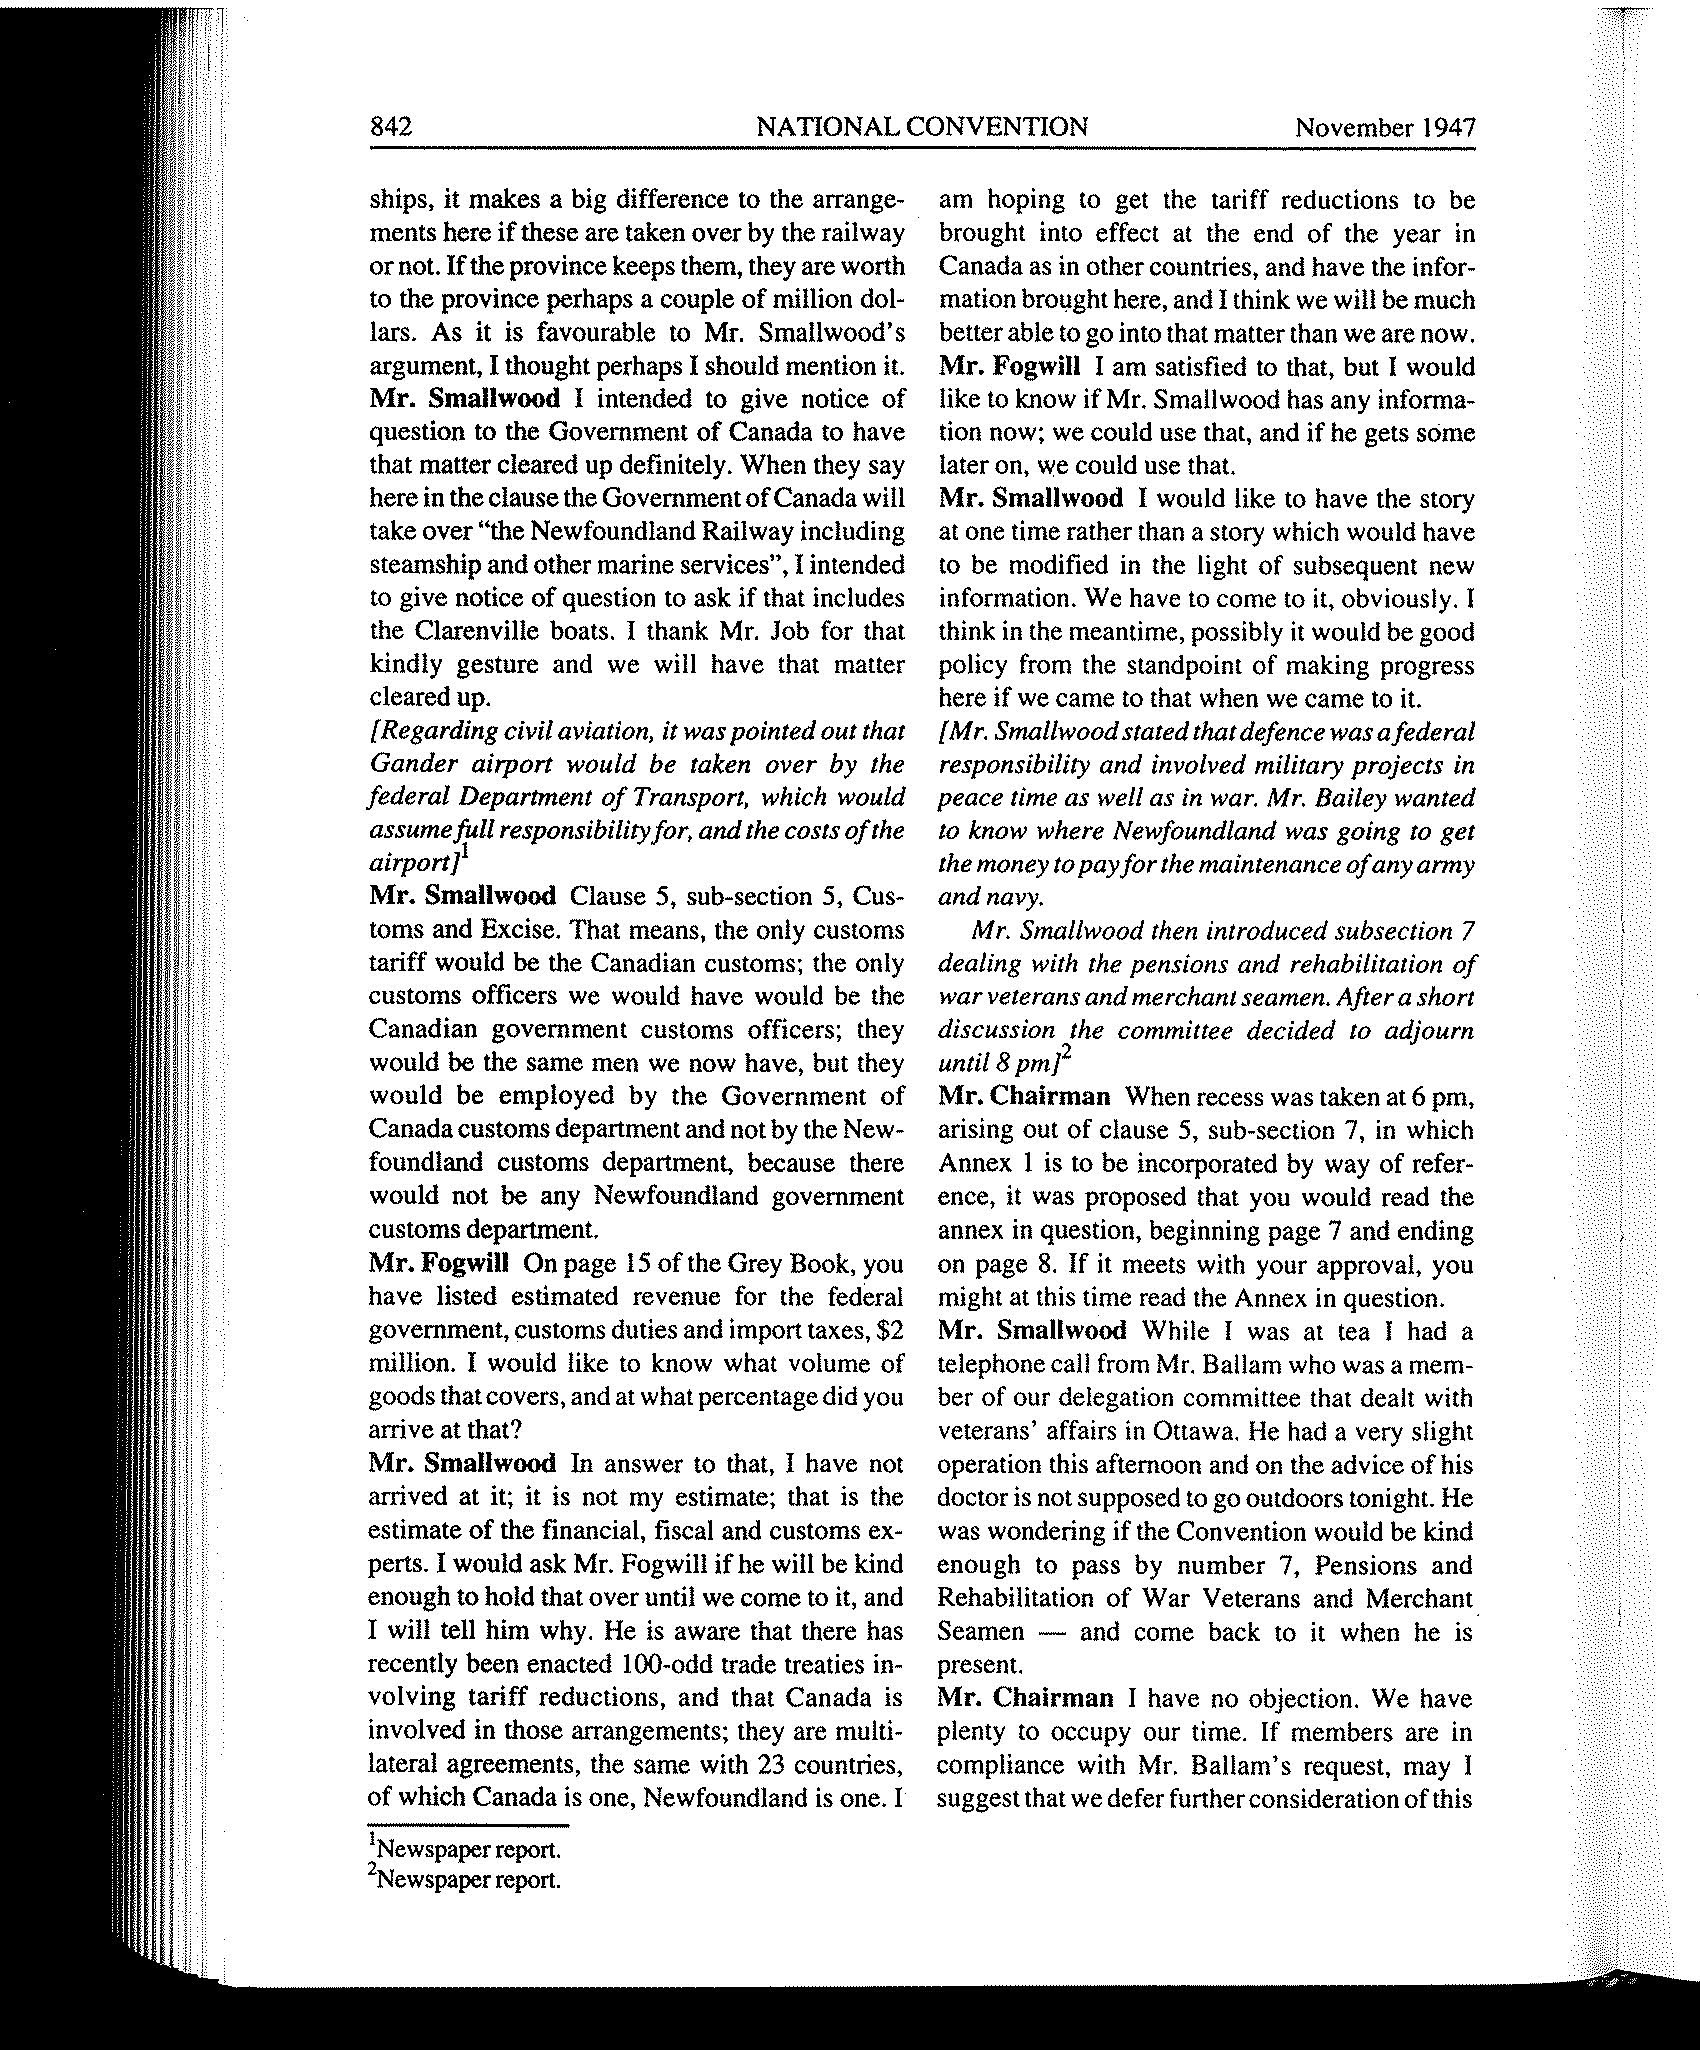 842 NATIONAL CONVENTION November 1947
ships, it makes a big difference to the arrange-
ments here if these are taken over by the railway
or not. If the province keeps them, they are worth
to the province perhaps a couple of million dol-
lars. As it is favourable to Mr. Smallwood's
argument, I thought perhaps I should mention it.
Mr. Smallwood I intended to give notice of
question to the Government of Canada to have
that matter cleared up definitely. When they say
here in the clause the Government of Canada will
take over “the Newfoundland Railway including
steamship and other marine services”, I intended
to give notice of question to ask if that includes
the Clarenville boats. I thank Mr. Job for that
kindly gesture and we will have that matter
cleared up.
[Regarding civil aviation, it was pointed out that
Gander airport would be taken over by the
federal Department of Transport, which would
assume full responsibility for, and the costs of the
airport]1
Mr. Smallwood Clause 5, sub-section 5, Cus-
toms and Excise. That means, the only customs
tariff would be the Canadian customs; the only
customs officers we would have would be the
Canadian government customs officers; they
would be the same men we now have, but they
would be employed by the Government of
Canada customs department and not by the New-
foundland customs department, because there
would not be any Newfoundland government
customs department.
Mr. Fogwill On page 15 of the Grey Book, you
have listed estimated revenue for the federal
government, customs duties and import taxes, $2
million. I would like to know what volume of
goods that covers, and at what percentage did you
arrive at that?
Mr. Smallwood In answer to that, I have not
arrived at it; it is not my estimate; that is the
estimate of the financial, fiscal and customs ex-
perts. I would ask Mr. Fogwill if he will be kind
enough to hold that over until we come to it, and
I will tell him why. He is aware that there has
recently been enacted 100-odd trade treaties in-
volving tariff reductions, and that Canada is
involved in those arrangements; they are multi-
lateral agreements, the same with 23 countries,
of which Canada is one, Newfoundland is one. I
1Newspaper report.
2Newspaper report.
am hoping to get the tariff reductions to be
brought into effect at the end of the year in
Canada as in other countries, and have the infor-
mation brought here, and I think we will be much
better able to go into that matter than we are now.
Mr. Fogwill I am satisfied to that, but I would
like to know if Mr. Smallwood has any informa-
tion now; we could use that, and if he gets some
later on, we could use that.
Mr. Smallwood I would like to have the story
at one time rather than a story which would have
to be modified in the light of subsequent new
information. We have to come to it, obviously. I
think in the meantime, possibly it would be good
policy from the standpoint of making progress
here if we came to that when we came to it.
[Mr. Smallwood stated that defence was a federal
responsibility and involved military projects in
peace time as well as in war. Mr. Bailey wanted
to know where Newfoundland was going to get
the money to pay for the maintenance of any army
and navy.
Mr. Smallwood then introduced subsection 7
dealing with the pensions and rehabilitation of
war veterans and merchant seamen. After a short
discussion the committee decided to adjourn
until 8 pm]2
Mr. Chairman When recess was taken at 6 pm,
arising out of clause 5, sub-section 7, in which
Annex 1 is to be incorporated by way of refer-
ence, it was proposed that you would read the
annex in question, beginning page 7 and ending
on page 8. If it meets with your approval, you
might at this time read the Annex in question.
Mr. Smallwood While I was at tea I had a
telephone call from Mr. Ballam who was a mem-
ber of our delegation committee that dealt with
veterans' affairs in Ottawa. He had a very slight
operation this afternoon and on the advice of his
doctor is not supposed to go outdoors tonight. He
was wondering if the Convention would be kind
enough to pass by number 7, Pensions and
Rehabilitation of War Veterans and Merchant
Seamen — and come back to it when he is
present.
Mr. Chairman I have no objection. We have
plenty to occupy our time. If members are in
compliance with Mr. Ballam's request, may I
suggest that we defer further consideration of this